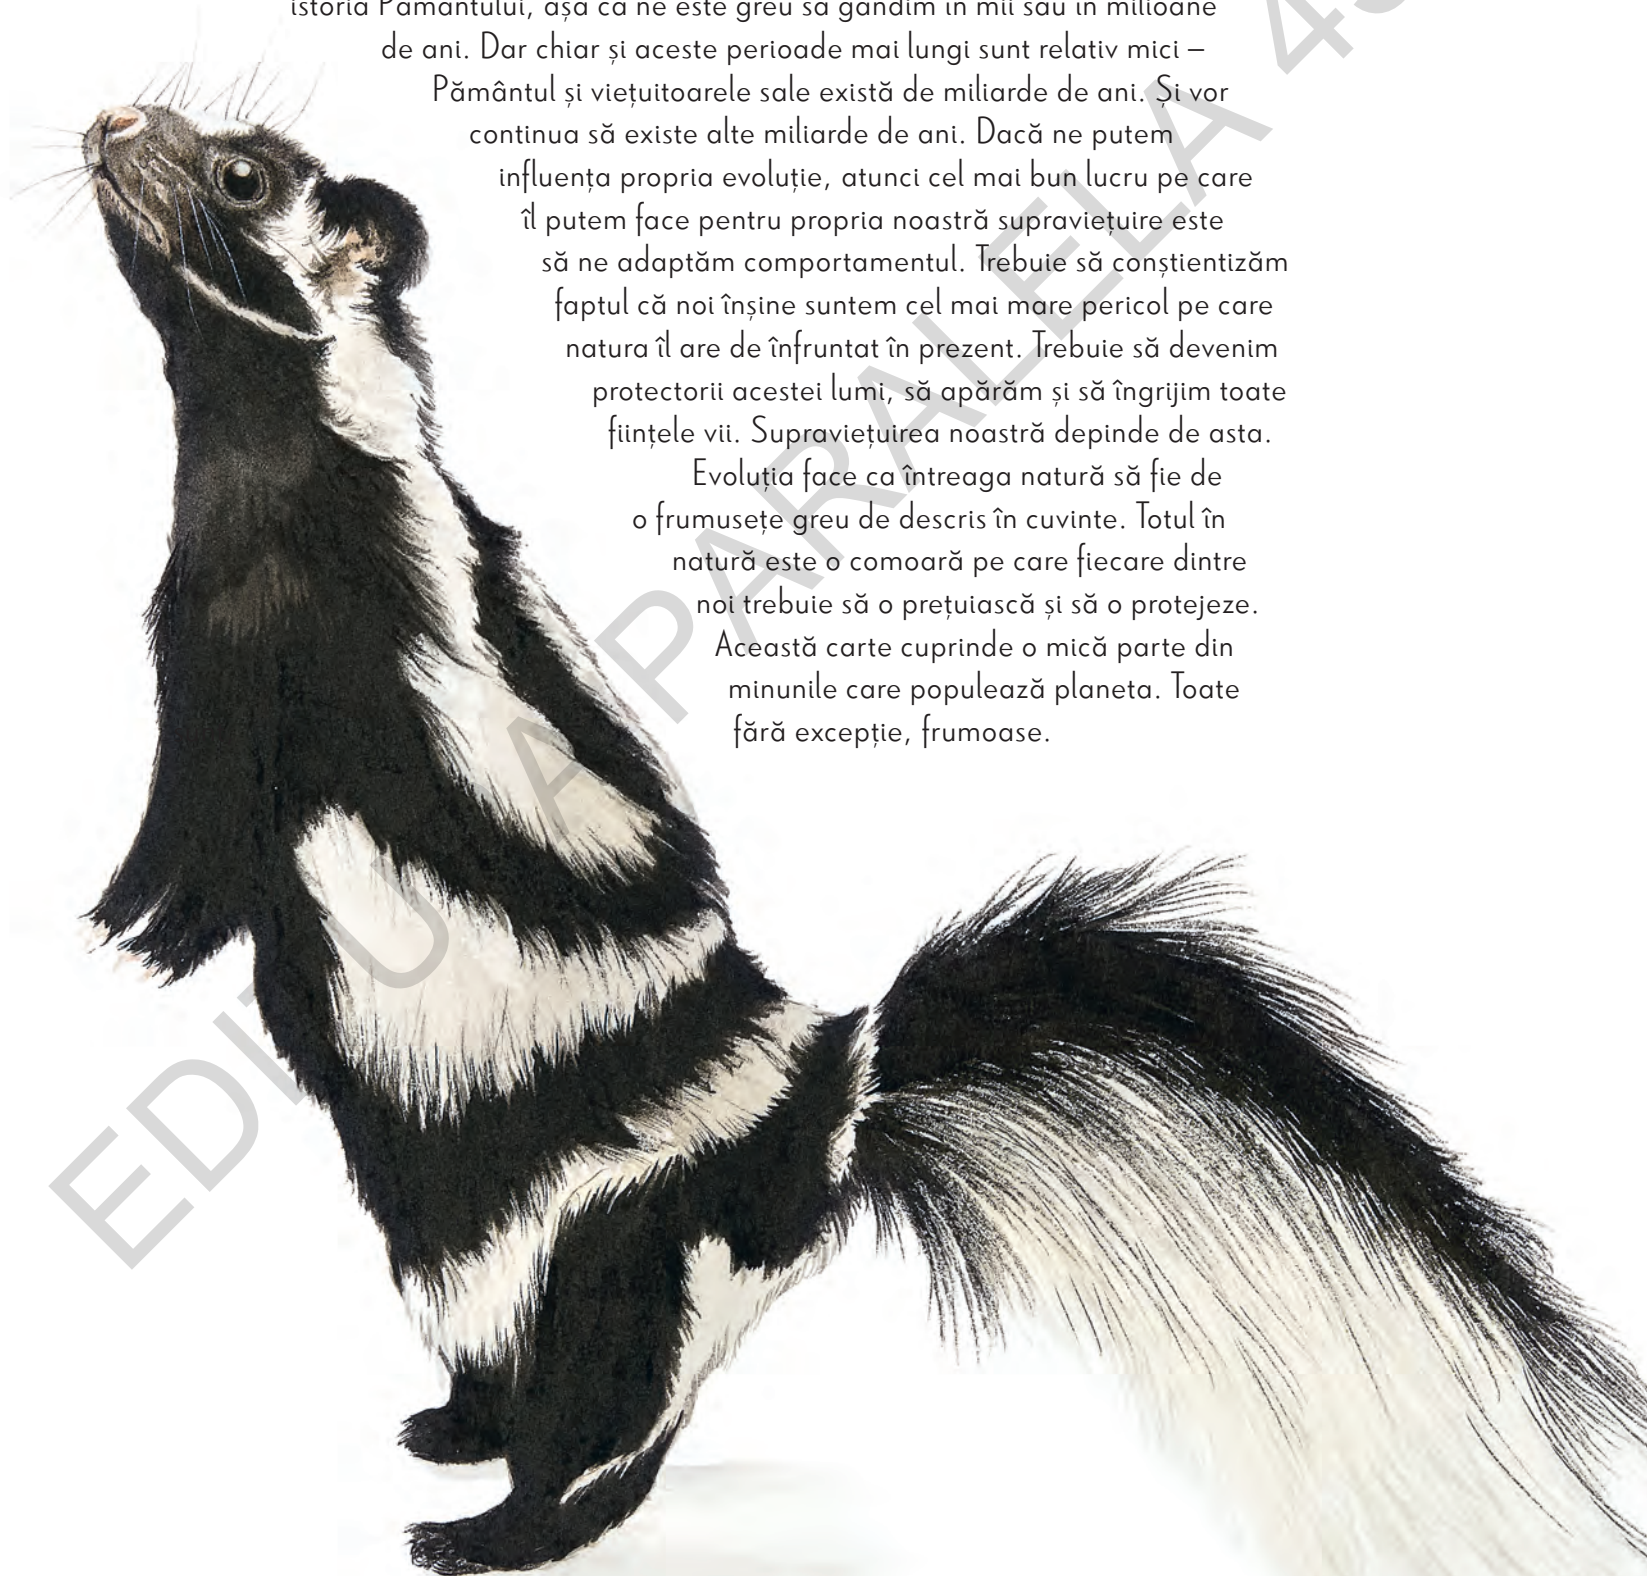 istoria Pământului, așa că ne este greu să gândim în mii sau în milioane
de ani. Dar chiar și aceste perioade mai lungi sunt relativ mici –
Pământul și viețuitoarele sale există de miliarde de ani. Și vor
continua să existe alte miliarde de ani. Dacă ne putem
influența propria evoluție, atunci cel mai bun lucru pe care
îl putem face pentru propria noastră supraviețuire este
să ne adaptăm comportamentul. Trebuie să conștientizăm
faptul că noi înșine suntem cel mai mare pericol pe care
natura îl are de înfruntat în prezent. Trebuie să devenim
protectorii acestei lumi, să apărăm și să îngrijim toate
ființele vii. Supraviețuirea noastră depinde de asta.
Evoluția face ca întreaga natură să fie de
o frumusețe greu de descris în cuvinte. Totul în
natură este o comoară pe care fiecare dintre
noi trebuie să o prețuiască și să o protejeze.
Această carte cuprinde o mică parte din
minunile care populează planeta. Toate
fără excepție, frumoase.
PARALELA